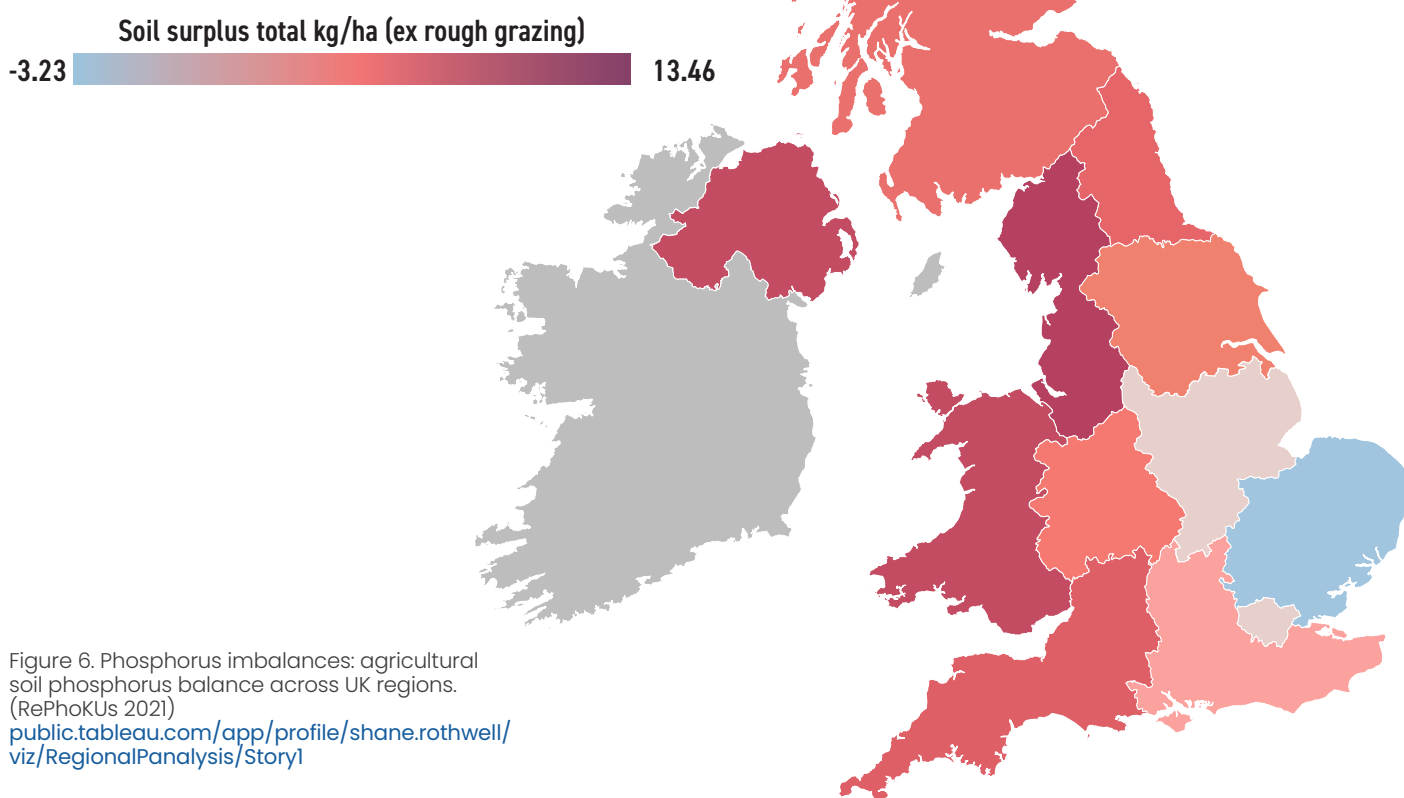 Soil surplus total kg/ha (ex rough grazing)
-3.23
13.46
Figure 6. Phosphorus imbalances: agricultural
soil phosphorus balance across UK regions.
(RePhoKUs 2021)
public.tableau.com/app/profile/shane.rothwell/
viz/RegionalPanalysis/Story1